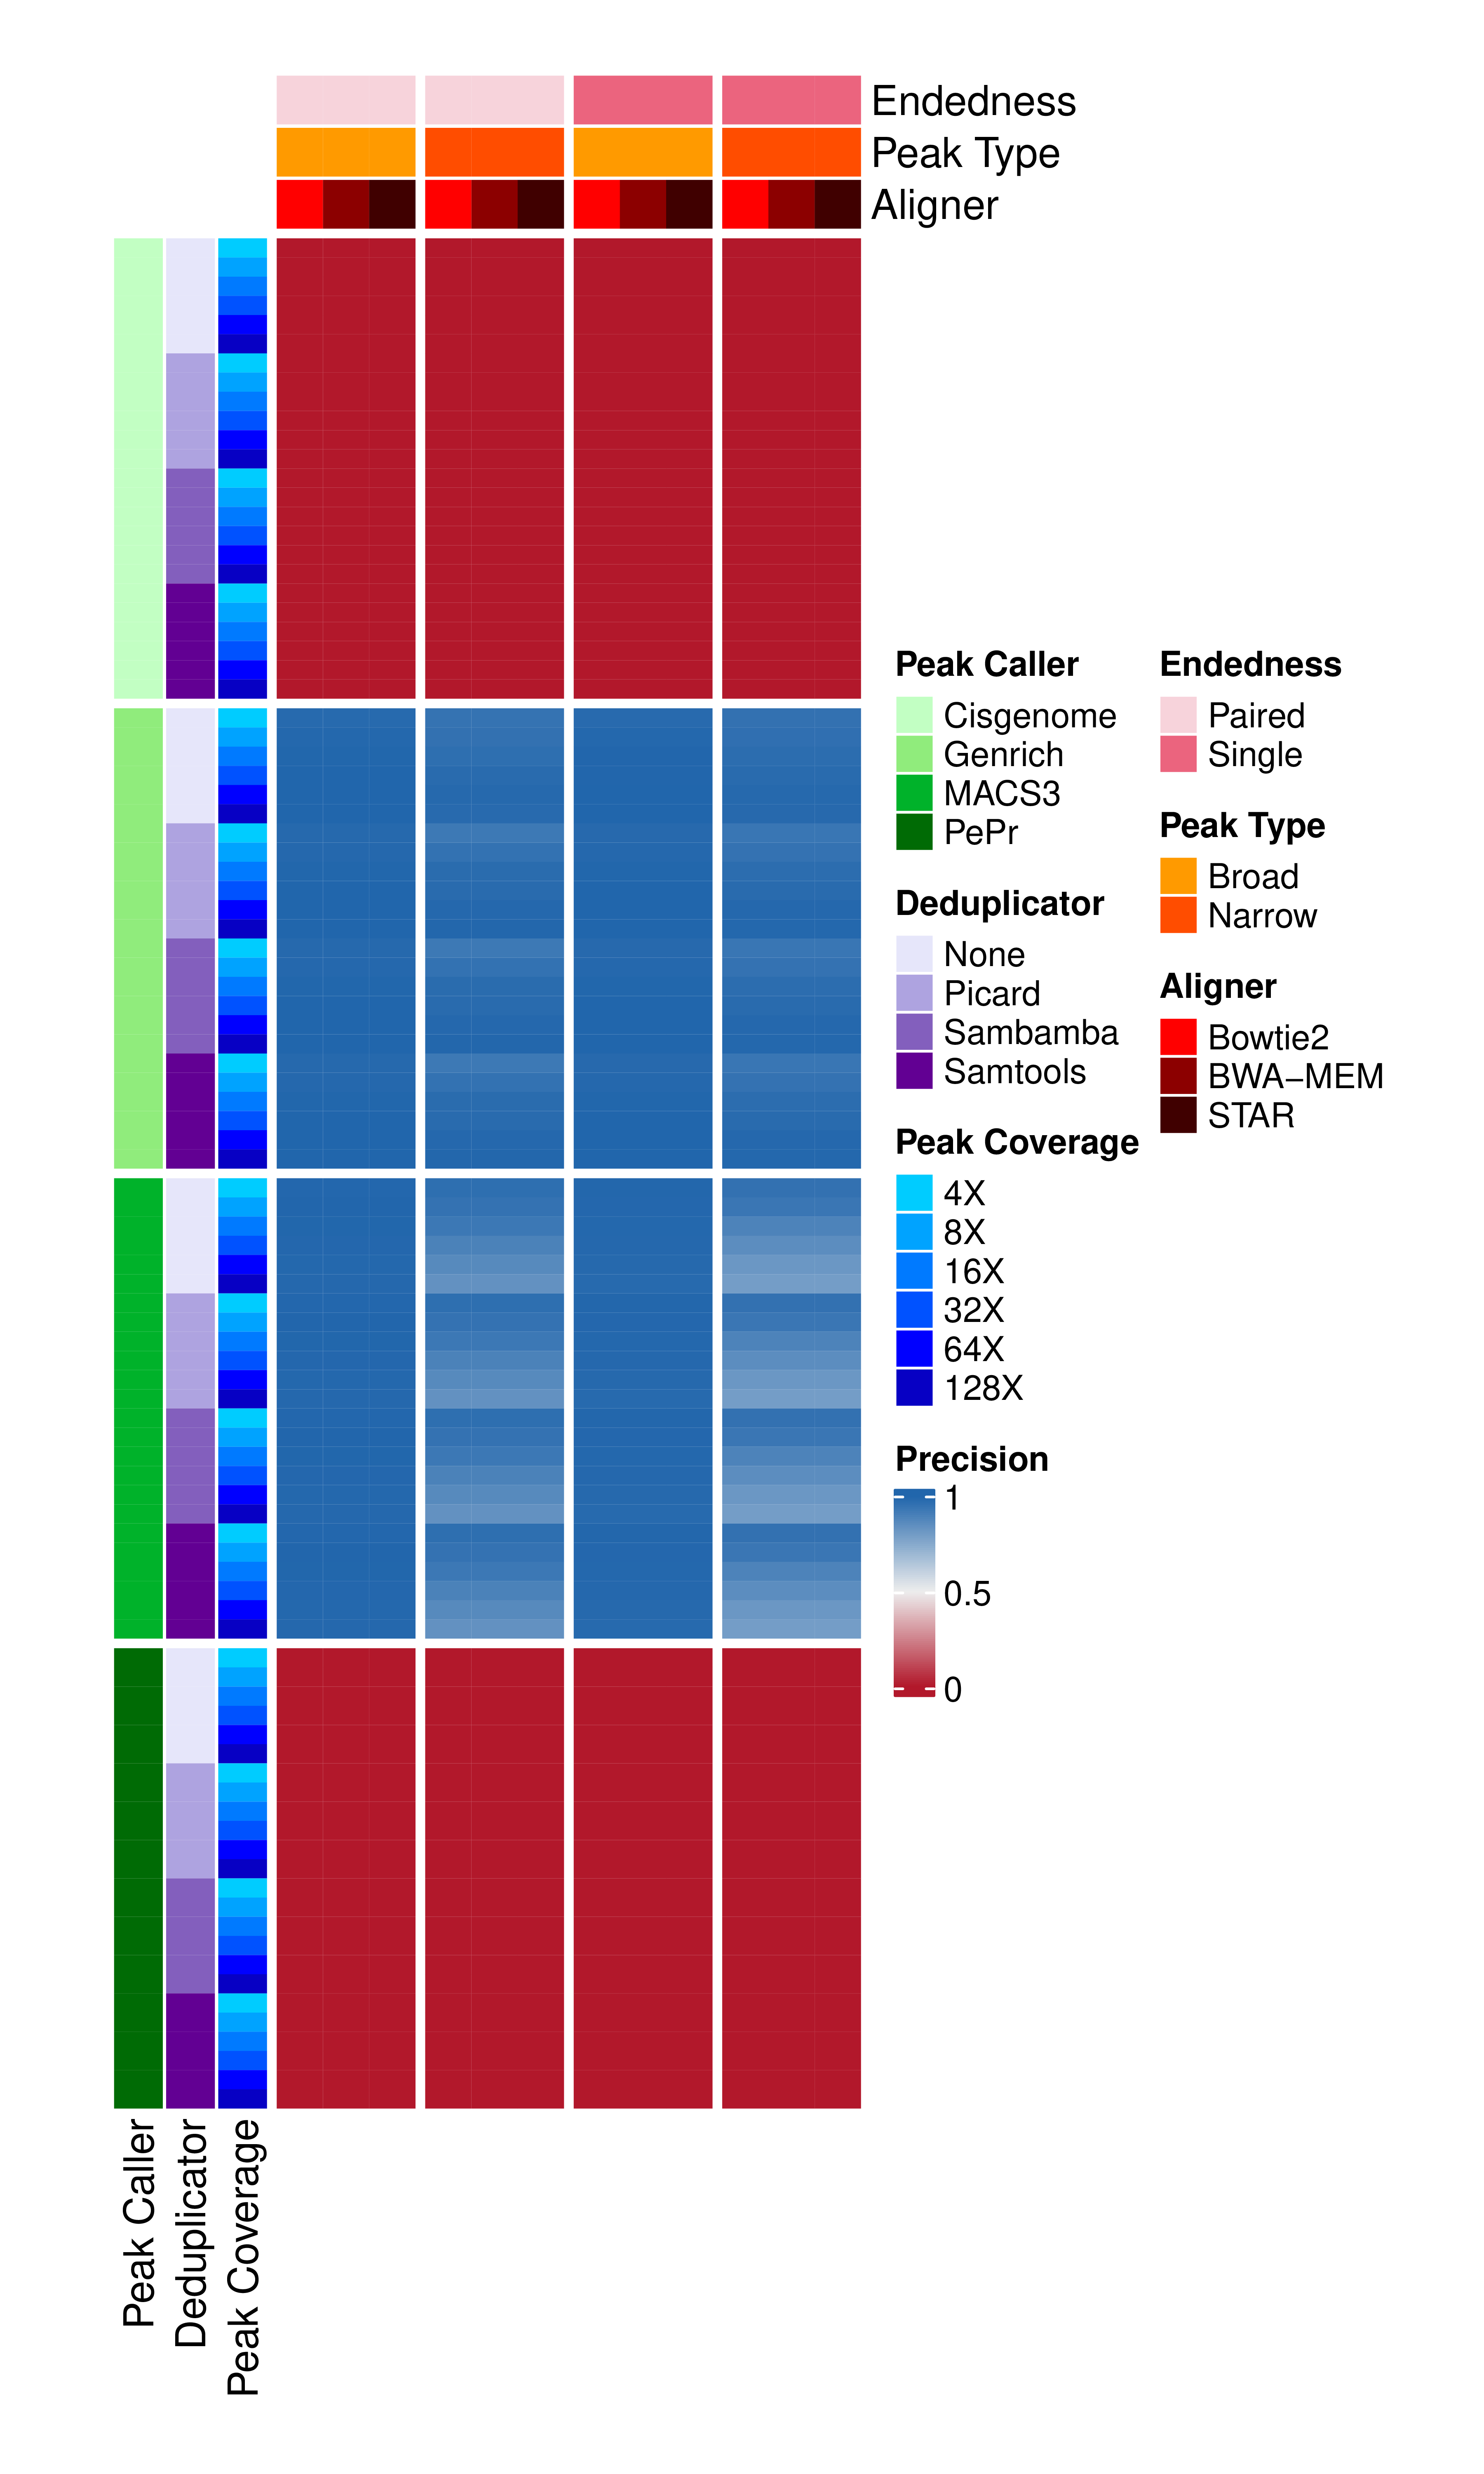 Endedness
Peak Type
Aligner
Peak Caller
Cisgenome
Genrich
MACS3
PePr
Deduplicator
None
Picard
Sambamba
Samtools
Peak Coverage
4X
8X
16X
32X
64X
128X
Precision
1
0.5
0
Endedness
Paired
Single
Peak Type
Broad
Narrow
Aligner
Bowtie2
BWA−MEM
STAR
Peak Caller
Deduplicator
Peak Coverage